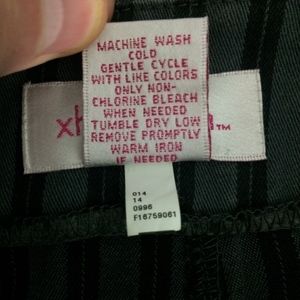 MACHINE WASH
COLD
GENTLE CYCLE
WITH LIKE COLORS
ONLY NON-
CHLORINE BLEACH
WHEN NEEDED
TUMBLE DRY LOW
REMOVE PROMPTLY
WARM IRON
IF NEEDED
014
14
0996
F16759061